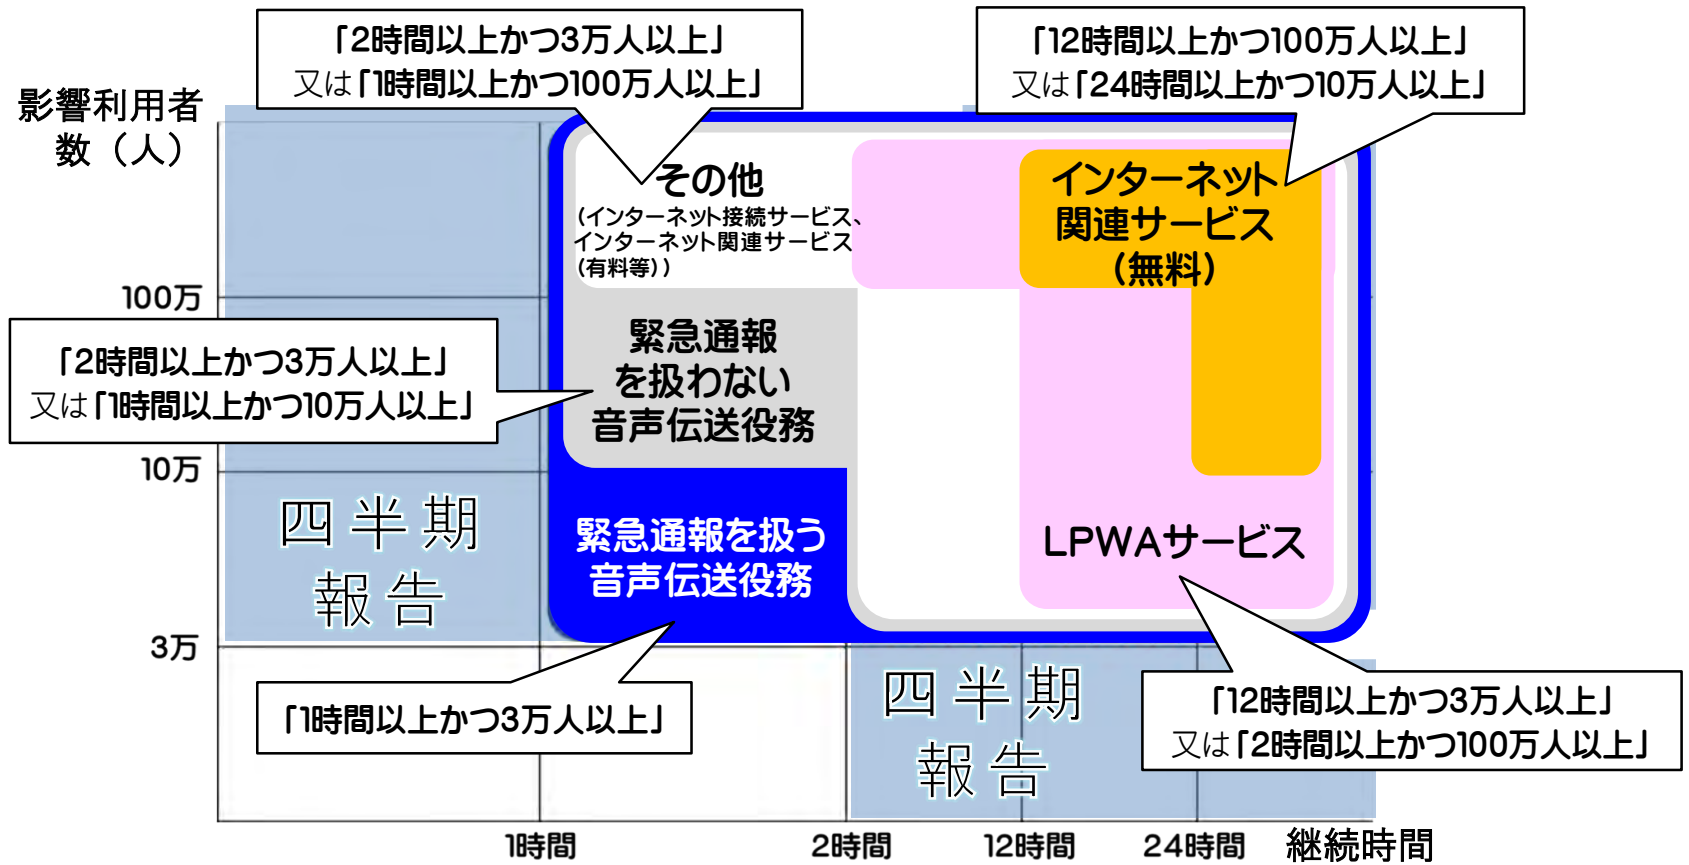 「2時間以上かつ3万人以上」
又は「1時間以上かつ100万人以上」
「12時間以上かつ100万人以上」
又は「24時間以上かつ10万人以上」
影響利用者
数（人）
その他
（インターネット接続サービス、
インターネット関連サービス
（有料等））
インターネット
関連サービス
（無料）
100万
「2時間以上かつ3万人以上」
又は「1時間以上かつ10万人以上」
緊急通報
を扱わない
音声伝送役務
10万
四半期
報告
緊急通報を扱う
音声伝送役務
LPWAサービス
3万
「1時間以上かつ3万人以上」
四半期
報告
「12時間以上かつ3万人以上」
又は「2時間以上かつ100万人以上」
1時間
2時間
12時間
24時間
継続時間